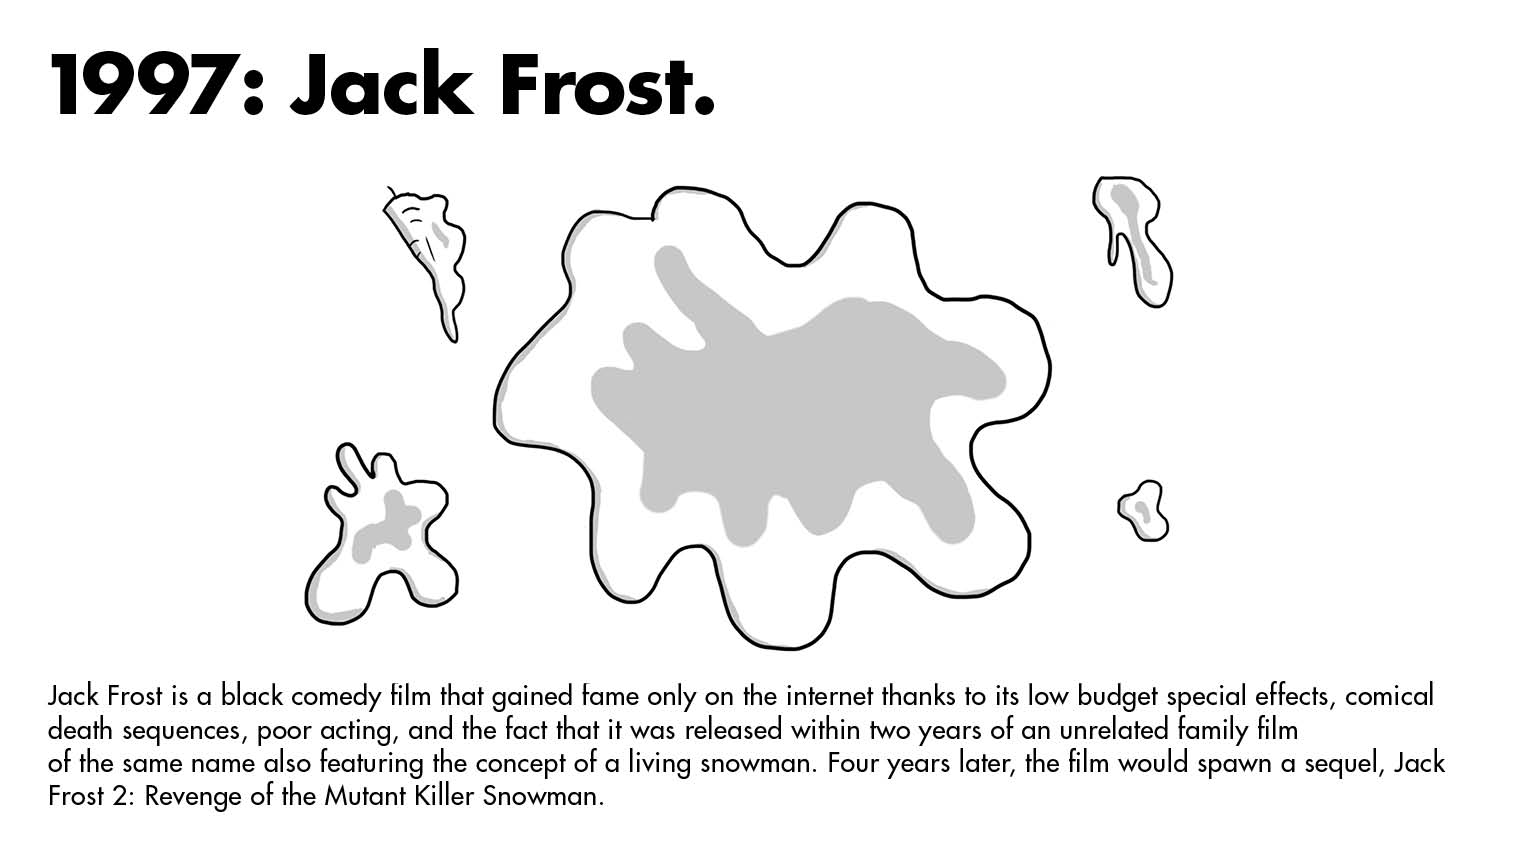 1997: Jack Frost.
Jack Frost is a black comedy film that gained fame only on the internet thanks to its low budget special effects, comical
death sequences, poor acting, and the fact that it was released within two years of an unrelated family film
of the same name also featuring the concept of a living snowman. Four years later, the film would spawn a sequel, Jack
Frost 2: Revenge of the Mutant Killer Snowman.